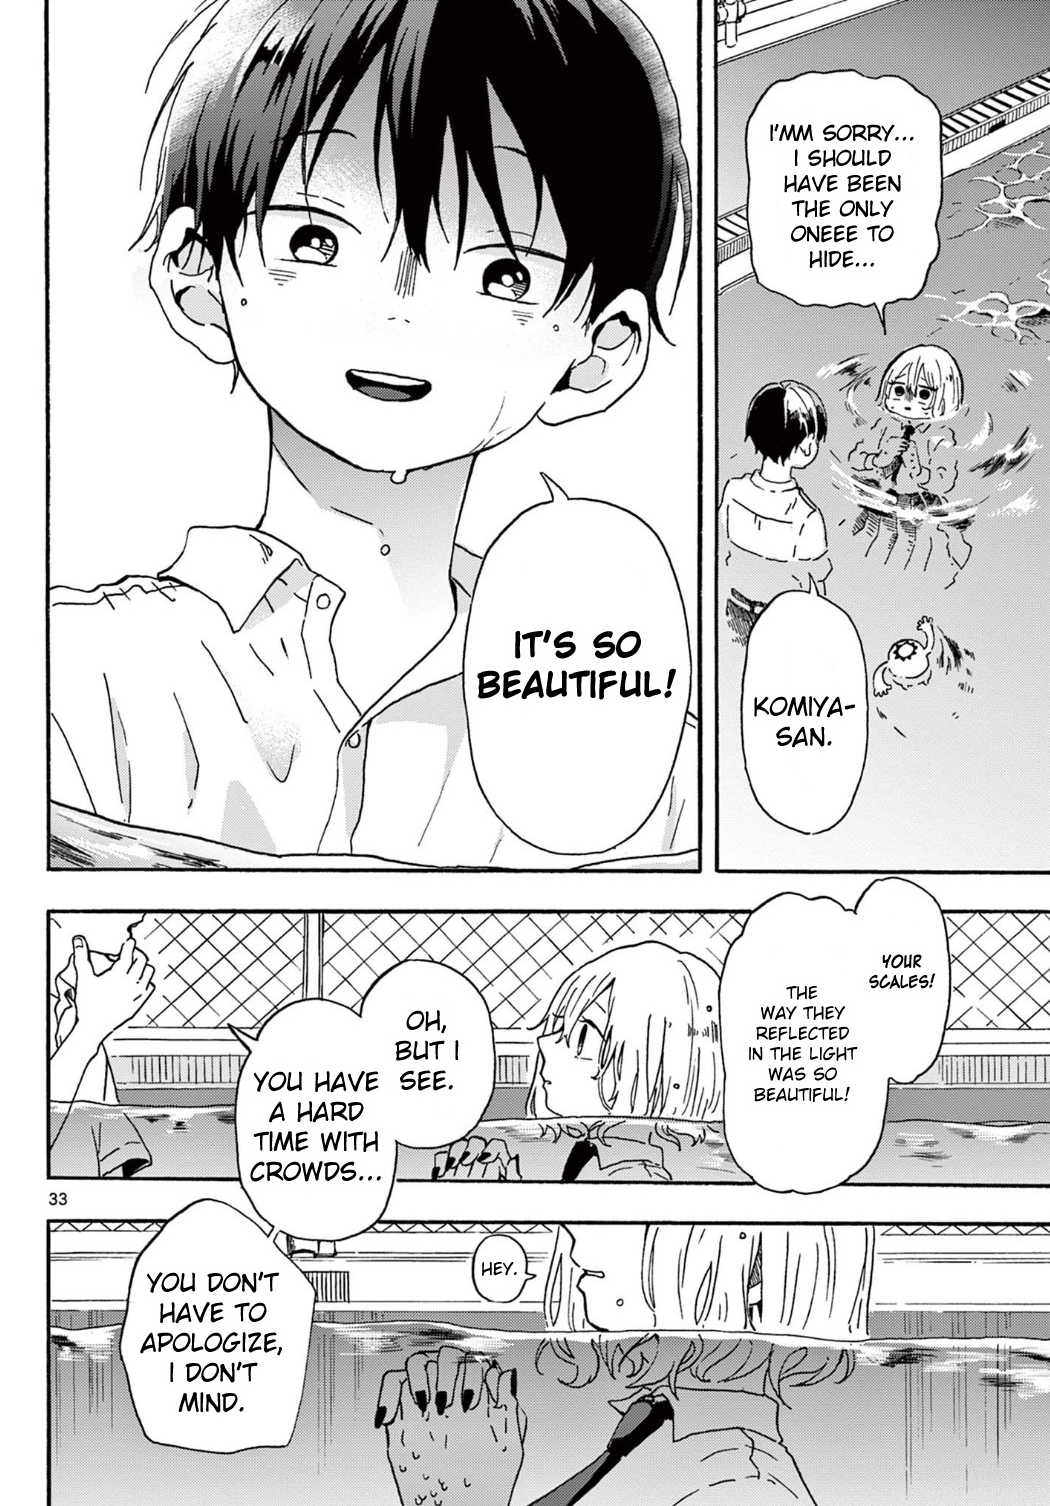 I'MM SORRY...
I SHOULD
HAVE BEEN
THE ONLY
ONEEE TO
HIDE...
KOMIYA-
SAN.
IT'S SO
BEAUTIFUL!
YOUR
SCALES!
THE
WAY THEY
REFLECTED
IN THE LIGHT
WAS SO
BEAUTIFUL!
OH,
BUT I
SEE.
YOU HAVE
A HARD
TIME WITH
CROWDS...
33
HEY.
YOU DON'T
HAVE TO
APOLOGIZE,
I DON'T
MIND.